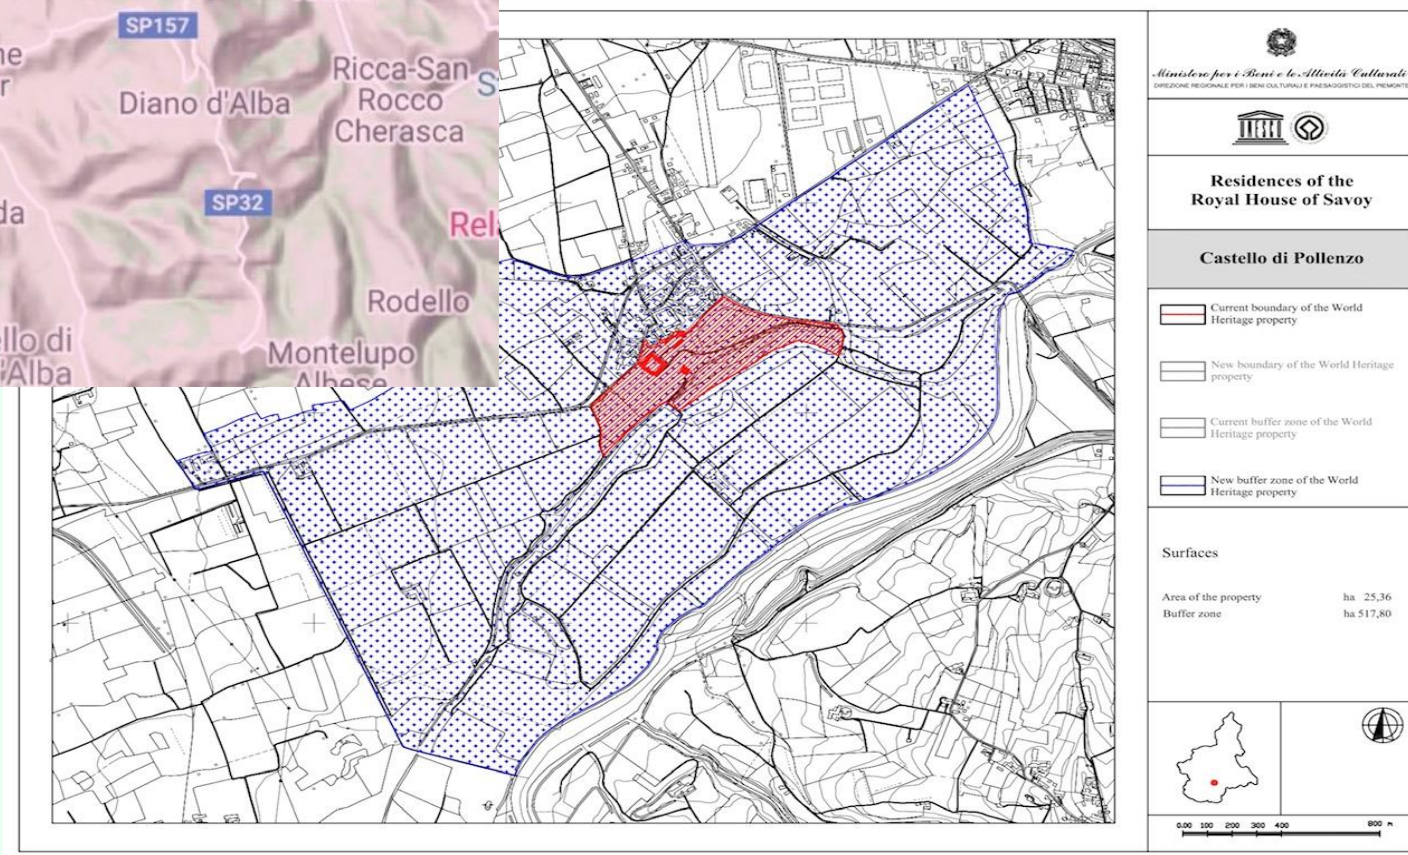 SP157
Ricca-San
Diano d'Alba
Rocco
Cherasca
SP32
Rodello
Montelupo
Albese
Ministero per i Beni e le Attività Culturali
DIREZIONE REGIONALE PER I BENI CULTURALI E PAESAGGISTICI DEL PIEMONTE
Residences of the
Royal House of Savoy
Castello di Pollenzo
Current boundary of the World
Heritage property
New boundary of the World Heritage
property
Current buffer zone of the World
Heritage property
New buffer zone of the World
Heritage property
Surfaces
Area of the property ha 25,36
Buffer zone ha 517,80
0.00 100 200 300 400 800 m